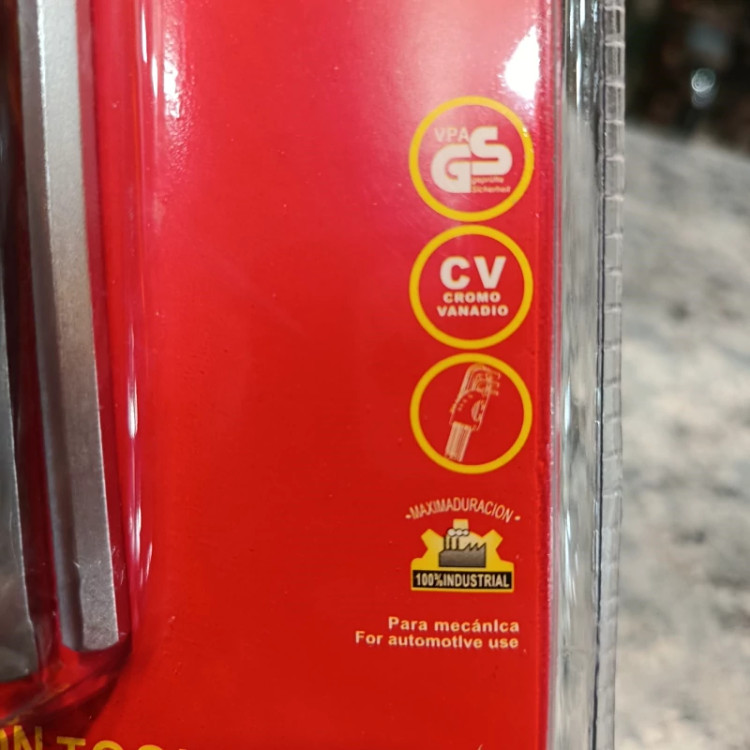 VPA
GS
geprüfte
Sicherheit
CV
CROMO
VANADIO
-MAXIMADURACION-
100%INDUSTRIAL
Para mecánica
For automotive use